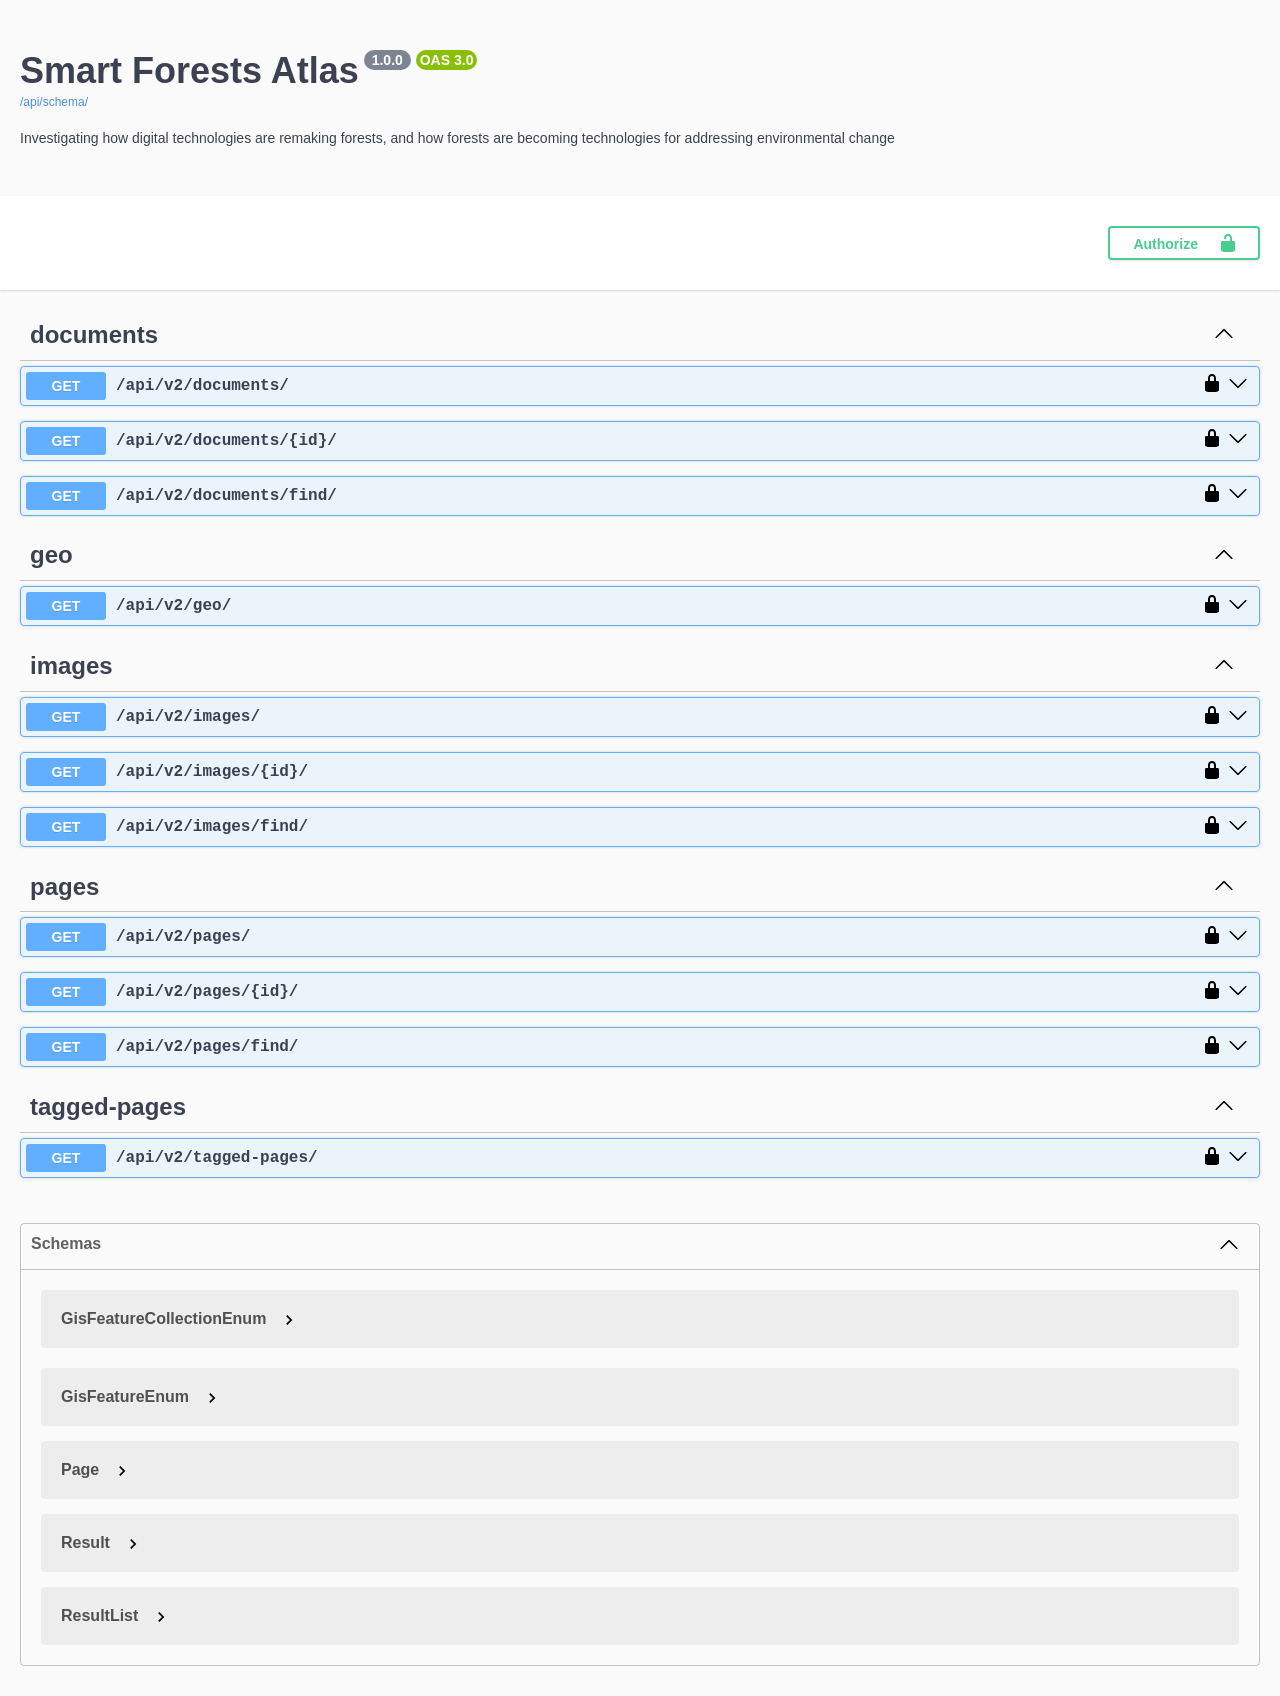 Smart Forests Atlas 1.0.0 OAS 3.0
/api/schema/
Investigating how digital technologies are remaking forests, and how forests are becoming technologies for addressing environmental change
Authorize
documents
GET /api/v2/documents/
GET /api/v2/documents/{id}/
GET /api/v2/documents/find/
geo
GET /api/v2/geo/
images
GET /api/v2/images/
GET /api/v2/images/{id}/
GET /api/v2/images/find/
pages
GET /api/v2/pages/
GET /api/v2/pages/{id}/
GET /api/v2/pages/find/
tagged-pages
GET /api/v2/tagged-pages/
Schemas
GisFeatureCollectionEnum
GisFeatureEnum
Page
Result
ResultList